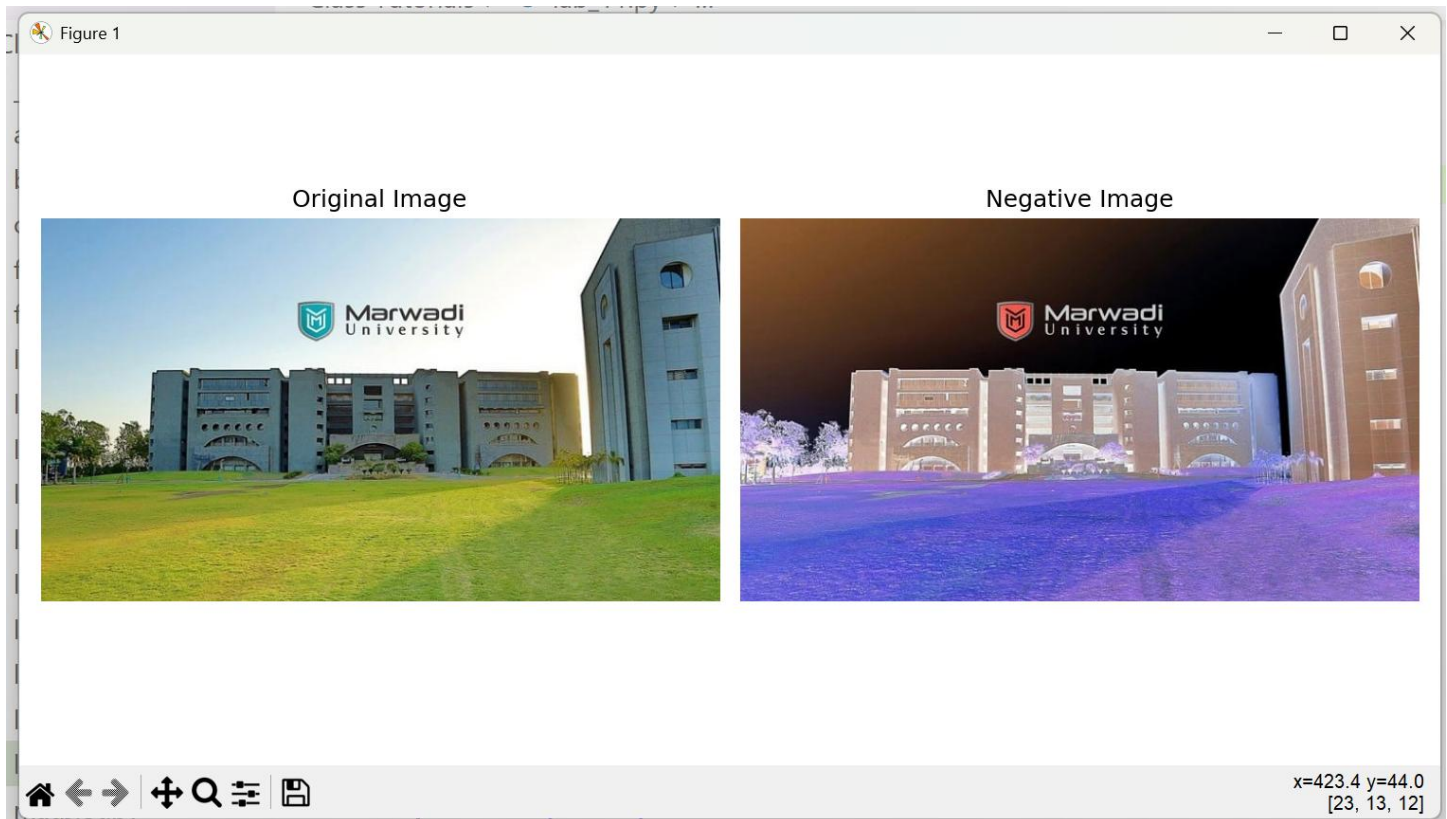 Figure 1
Original Image
Negative Image
Marwadi
University
Marwadi
University
x=423.4 y=44.0
[23, 13, 12]